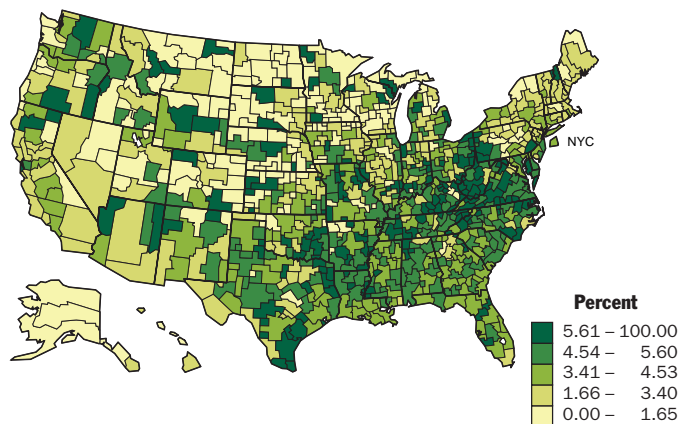 NYC
Percent
5.61 – 100.00
4.54 – 5.60
3.41 – 4.53
1.66 – 3.40
0.00 – 1.65